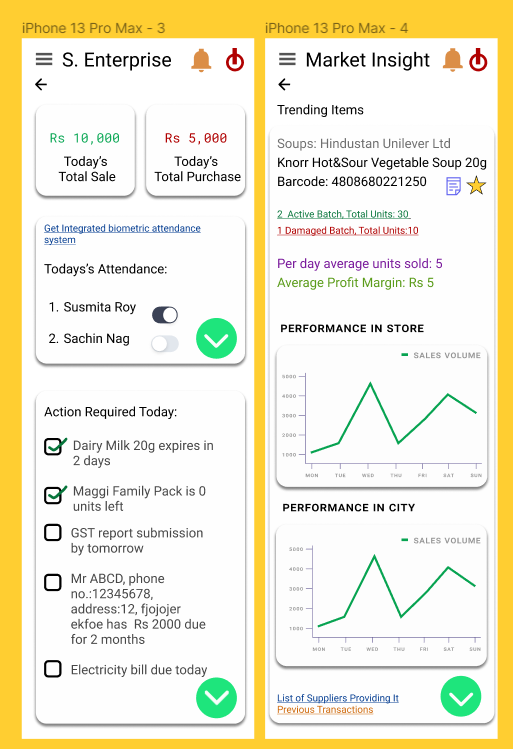 iPhone 13 Pro Max - 3
S. Enterprise
Rs 10,000
Today's
Total Sale
Rs 5,000
Today's
Total Purchase
Get Integrated biometric attendance
system
Todays's Attendance:
1. Susmita Roy
2. Sachin Nag
Action Required Today:
Dairy Milk 20g expires in
2 days
Maggi Family Pack is 0
units left
GST report submission
by tomorrow
Mr ABCD, phone
no.:12345678,
address:12, fjojojer
ekfoe has Rs 2000 due
for 2 months
Electricity bill due today
iPhone 13 Pro Max - 4
Market Insight
Trending Items
Soups: Hindustan Unilever Ltd
Knorr Hot&Sour Vegetable Soup 20g
Barcode: 4808680221250
2 Active Batch, Total Units: 30
1 Damaged Batch, Total Units:10
Per day average units sold: 5
Average Profit Margin: Rs 5
PERFORMANCE IN STORE
SALES VOLUME
5000
4000
3000
2000
1000
MON TUE WED THU FRI SAT SUN
PERFORMANCE IN CITY
SALES VOLUME
5000
4000
3000
2000
1000
MON TUE WED THU FRI SAT SUN
List of Suppliers Providing It
Previous Transactions